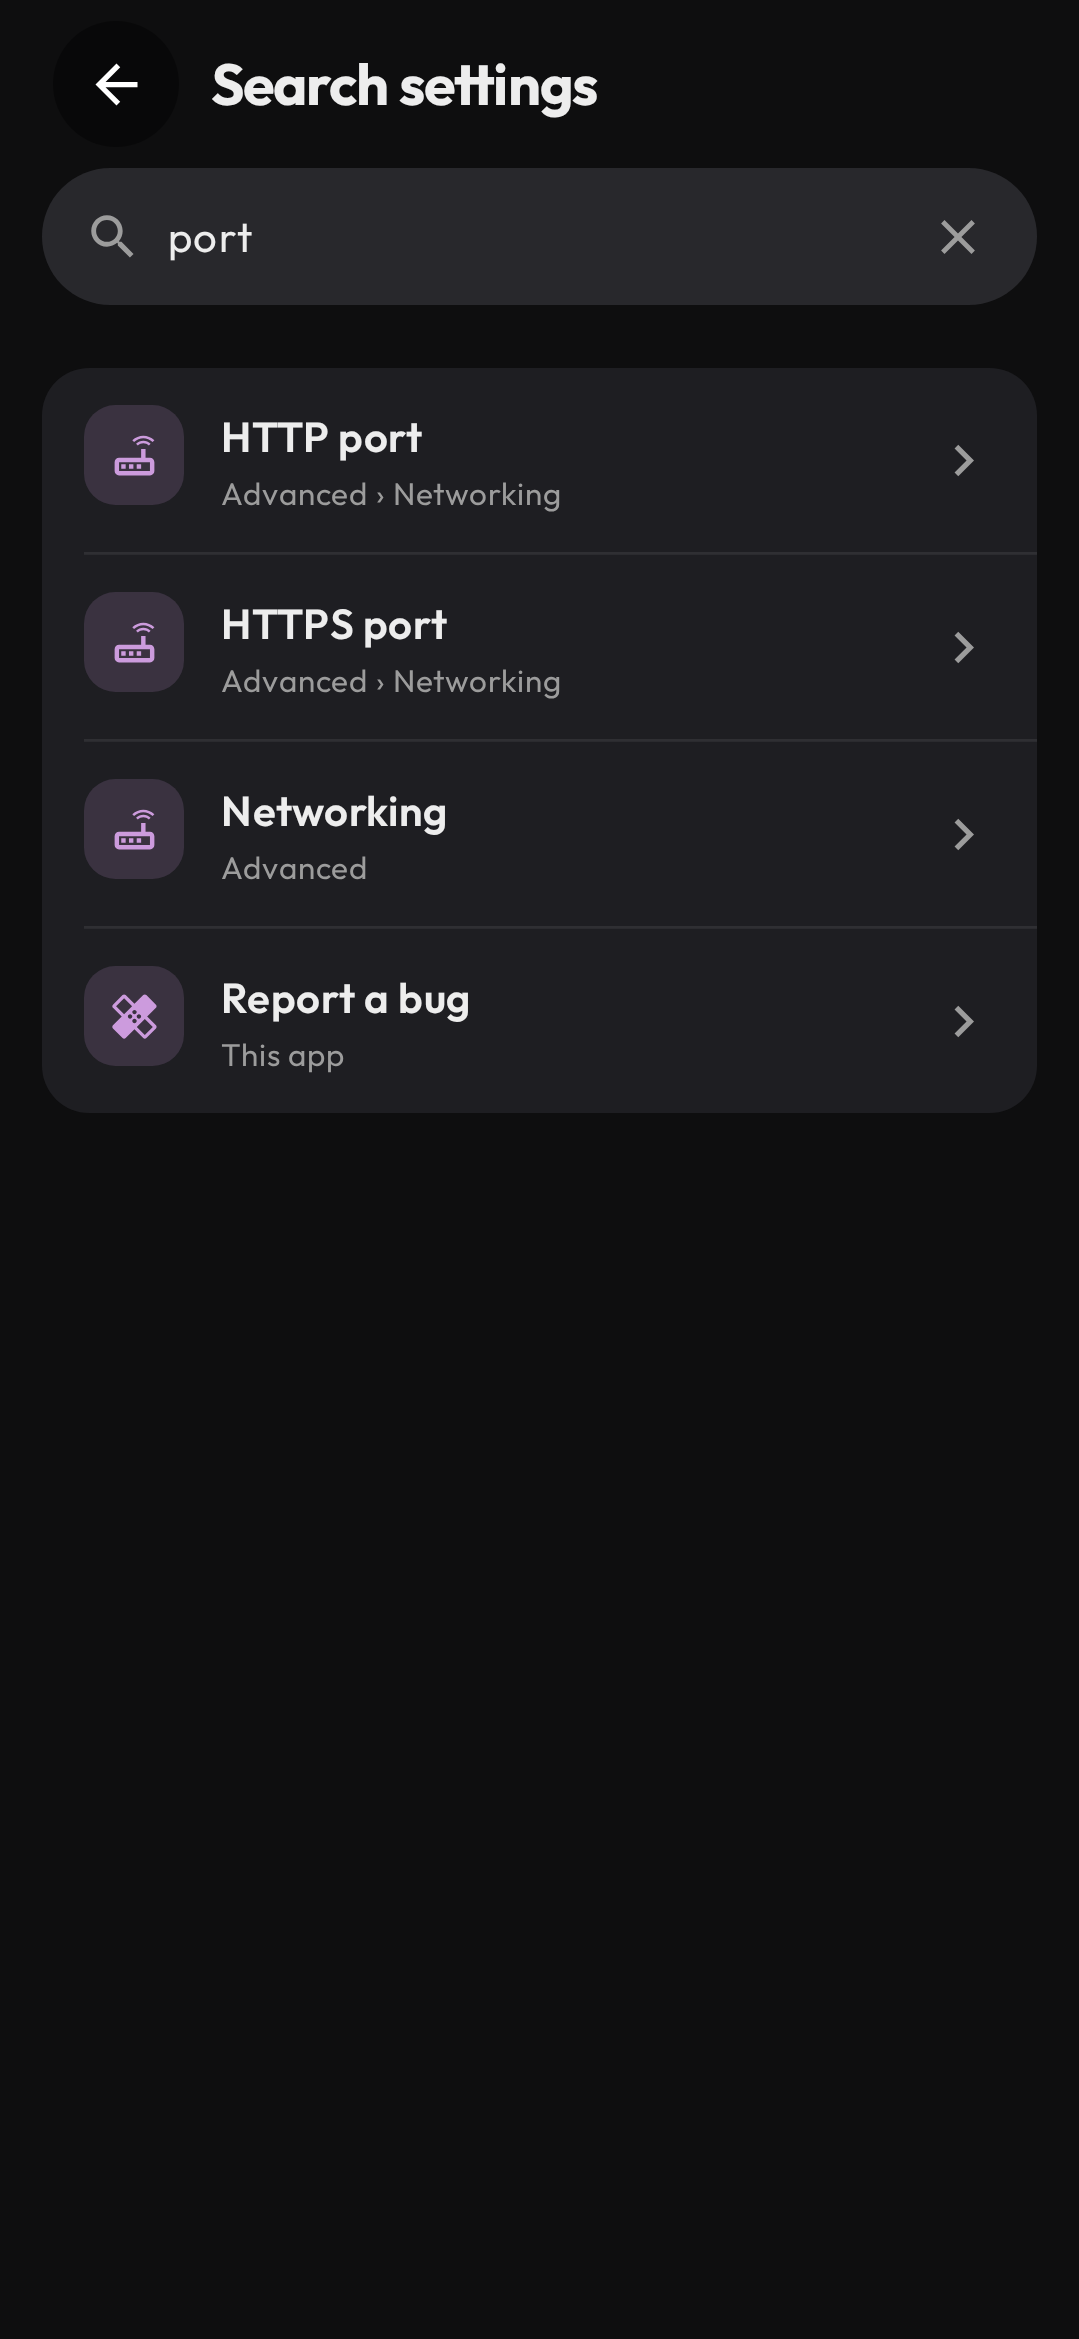 Search settings
port
HTTP port
Advanced › Networking
HTTPS port
Advanced › Networking
Networking
Advanced
Report a bug
This app